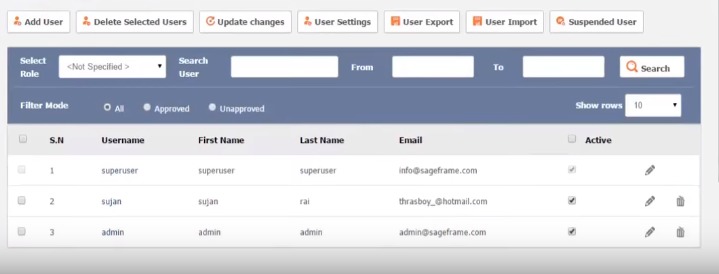 Add User Delete Selected Users Update changes User Settings User Export User Import Suspended User
Select Role <Not Specified > Search User From To Search
Filter Mode All Approved Unapproved Show rows 10
S.N Username First Name Last Name Email Active
1 superuser superuser superuser info@sageframe.com
2 sujan sujan rai thrasboy_@hotmail.com
3 admin admin admin admin@sageframe.com